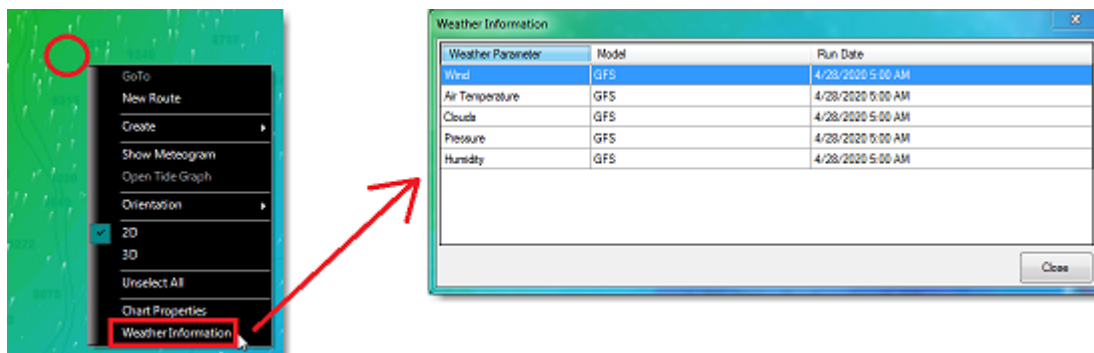 GoTo
New Route
Create
Show Meteogram
Open Tide Graph
Orientation
2D
3D
Unselect All
Chart Properties
Weather Information
Weather Information
Weather Parameter Model Run Date
Wind GFS 4/28/2020 5:00 AM
Air Temperature GFS 4/28/2020 5:00 AM
Clouds GFS 4/28/2020 5:00 AM
Pressure GFS 4/28/2020 5:00 AM
Humidity GFS 4/28/2020 5:00 AM
Close